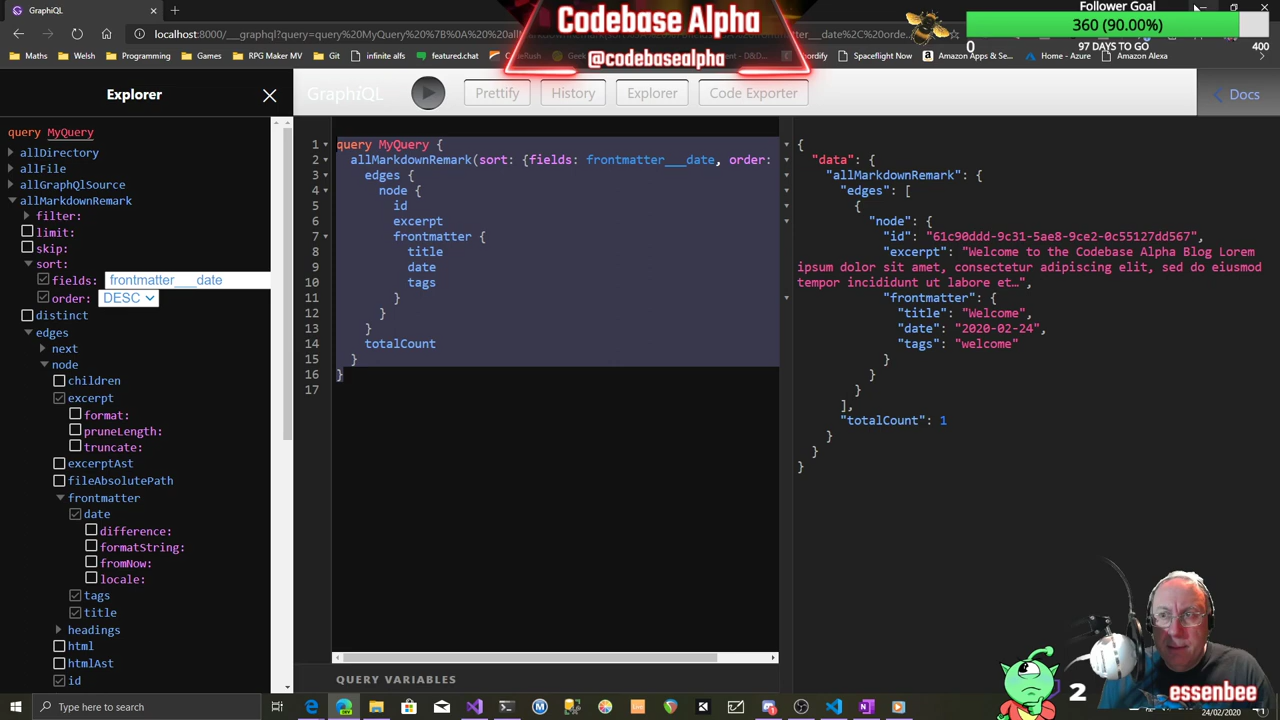 GraphiQL
Codebase Alpha
@codebasealpha
Follower Goal
360 (90.00%)
0
97 DAYS TO GO
400
localhost:8000/___graphql?query=query%20MyQuery%20%7B%0A%20%20all
Brian
Web
Programming
Games
RPG Maker MV
Git
infinite alfs
featurists.chat
Spaceflight Now
Amazon Apps & Se...
Home - Azure
Amazon Alexa
Explorer
GraphiQL
Prettify
History
Explorer
Code Exporter
Docs
query MyQuery
allDirectory
allFile
allGraphQlSource
allMarkdownRemark
filter:
limit:
skip:
sort:
fields: frontmatter___date
order: DESC
distinct
edges
next
node
children
excerpt
format:
pruneLength:
truncate:
excerptAst
fileAbsolutePath
frontmatter
date
difference:
formatString:
fromNow:
locale:
tags
title
headings
html
htmlAst
id
1 query MyQuery {
2 allMarkdownRemark(sort: {fields: frontmatter___date, order:
3 edges {
4 node {
5 id
6 excerpt
7 frontmatter {
8 title
9 date
10 tags
11 }
12 }
13 }
14 totalCount
15 }
16 }
17
QUERY VARIABLES
{
"data": {
"allMarkdownRemark": {
"edges": [
{
"node": {
"id": "61c90ddd-9c31-5ae8-9ce2-0c55127dd567",
"excerpt": "Welcome to the Codebase Alpha Blog Lorem
ipsum dolor sit amet, consectetur adipiscing elit, sed do eiusmod
tempor incididunt ut labore et…",
"frontmatter": {
"title": "Welcome",
"date": "2020-02-24",
"tags": "welcome"
}
}
}
],
"totalCount": 1
}
}
}
2
essenbee
Type here to search
24/02/2020